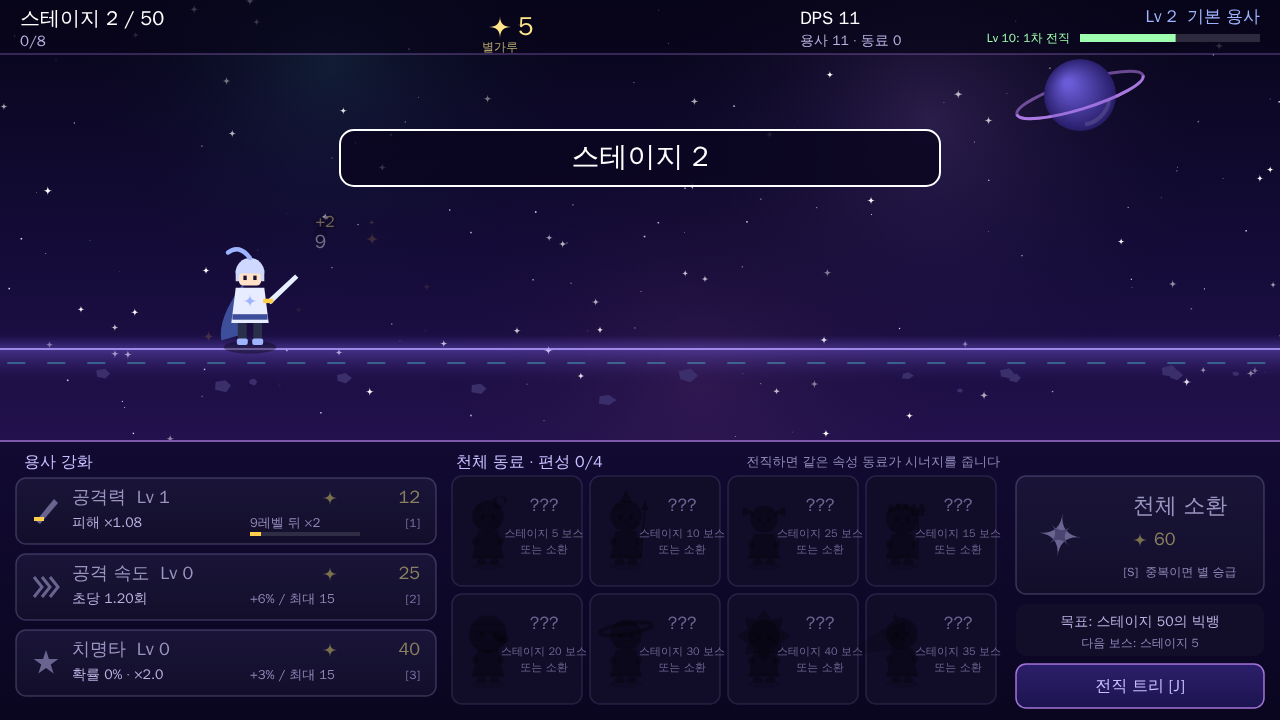 스테이지 2 / 50
0/8
5
별가루
DPS 11
용사 11 · 동료 0
Lv 2 기본 용사
Lv 10: 1차 전직
스테이지 2
+2
9
용사 강화
공격력 Lv 1
12
피해 ×1.08
9레벨 뒤 ×2
[1]
공격 속도 Lv 0
25
초당 1.20회
+6% / 최대 15
[2]
치명타 Lv 0
40
확률 0% · ×2.0
+3% / 최대 15
[3]
천체 동료 · 편성 0/4
전직하면 같은 속성 동료가 시너지를 줍니다
???
스테이지 5 보스
또는 소환
???
스테이지 10 보스
또는 소환
???
스테이지 25 보스
또는 소환
???
스테이지 15 보스
또는 소환
???
스테이지 20 보스
또는 소환
???
스테이지 30 보스
또는 소환
???
스테이지 40 보스
또는 소환
???
스테이지 35 보스
또는 소환
천체 소환
60
[S] 중복이면 별 승급
목표: 스테이지 50의 빅뱅
다음 보스: 스테이지 5
전직 트리 [J]